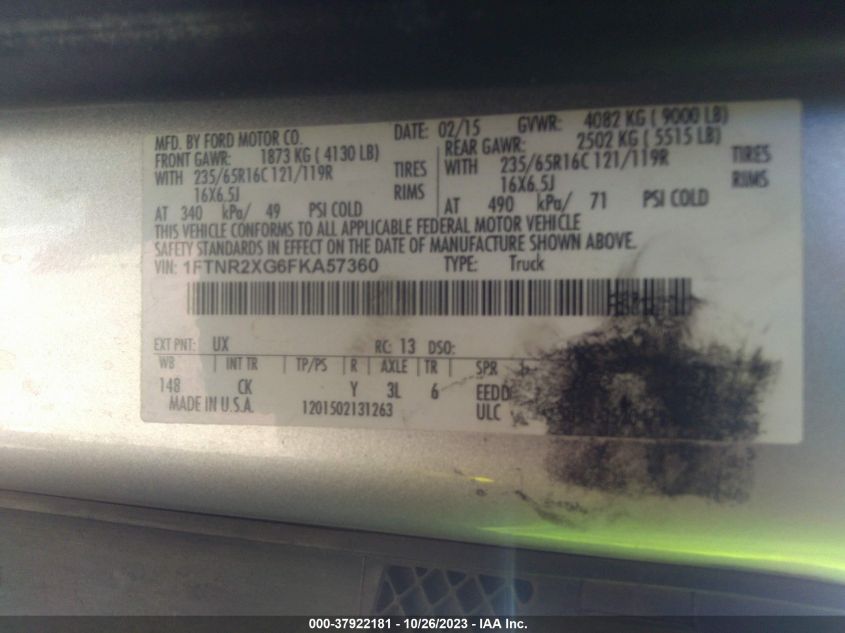 MFD. BY FORD MOTOR CO. DATE: 02/15 GVWR: 4082 KG ( 9000 LB)
FRONT GAWR: 1873 KG ( 4130 LB) REAR GAWR: 2502 KG ( 5515 LB)
WITH 235/65R16C 121/119R TIRES WITH 235/65R16C 121/119R TIRES
16X6.5J RIMS 16X6.5J RIMS
AT 340 kPa/ 49 PSI COLD AT 490 kPa/ 71 PSI COLD
THIS VEHICLE CONFORMS TO ALL APPLICABLE FEDERAL MOTOR VEHICLE
SAFETY STANDARDS IN EFFECT ON THE DATE OF MANUFACTURE SHOWN ABOVE.
VIN: 1FTNR2XG6FKA57360 TYPE: Truck
EXT PNT: UX RC: 13 DSO:
WB INT TR TP/PS R AXLE TR SPR
148 CK Y 3L 6 EEDD
MADE IN U.S.A. 1201502131263 ULC
000-37922181 - 10/26/2023 - IAA Inc.